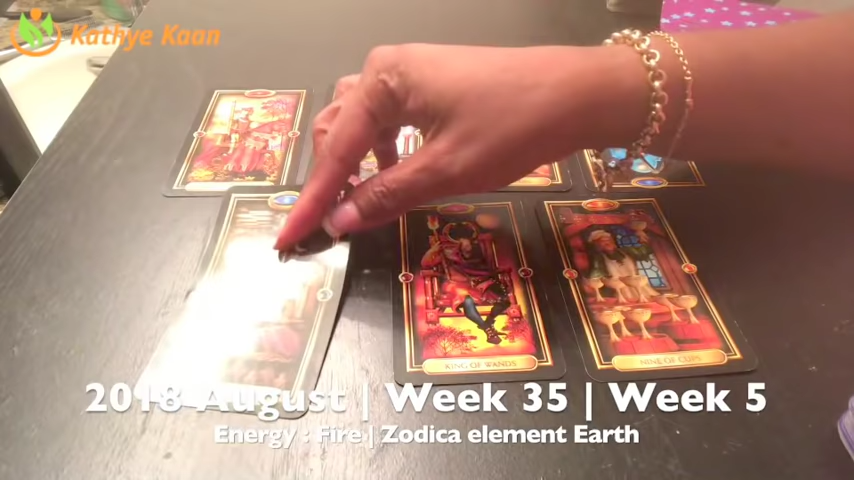 Kathye Kaan
KING OF WANDS
NINE OF CUPS
2018 August | Week 35 | Week 5
Energy : Fire | Zodica element Earth